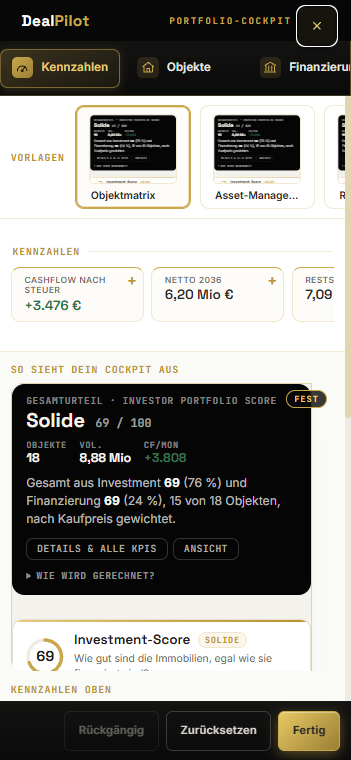 DealPilot
PORTFOLIO-COCKPIT
×
Kennzahlen
Objekte
VORLAGEN
Objektmatrix
Asset-Manage...
KENNZAHLEN
CASHFLOW NACH
STEUER
+
+3.476 €
NETTO 2036
+
6,20 Mio €
7,09
SO SIEHT DEIN COCKPIT AUS
GESAMTURTEIL · INVESTOR PORTFOLIO SCORE
FEST
Solide 69 / 100
OBJEKTE VOL. CF/MON
18 8,88 Mio +3.808
Gesamt aus Investment 69 (76 %) und
Finanzierung 69 (24 %), 15 von 18 Objekten,
nach Kaufpreis gewichtet.
DETAILS & ALLE KPIS
ANSICHT
▸ WIE WIRD GERECHNET?
69
Investment-Score SOLIDE
Wie gut sind die Immobilien, egal wie sie
KENNZAHLEN OBEN
Rückgängig
Zurücksetzen
Fertig